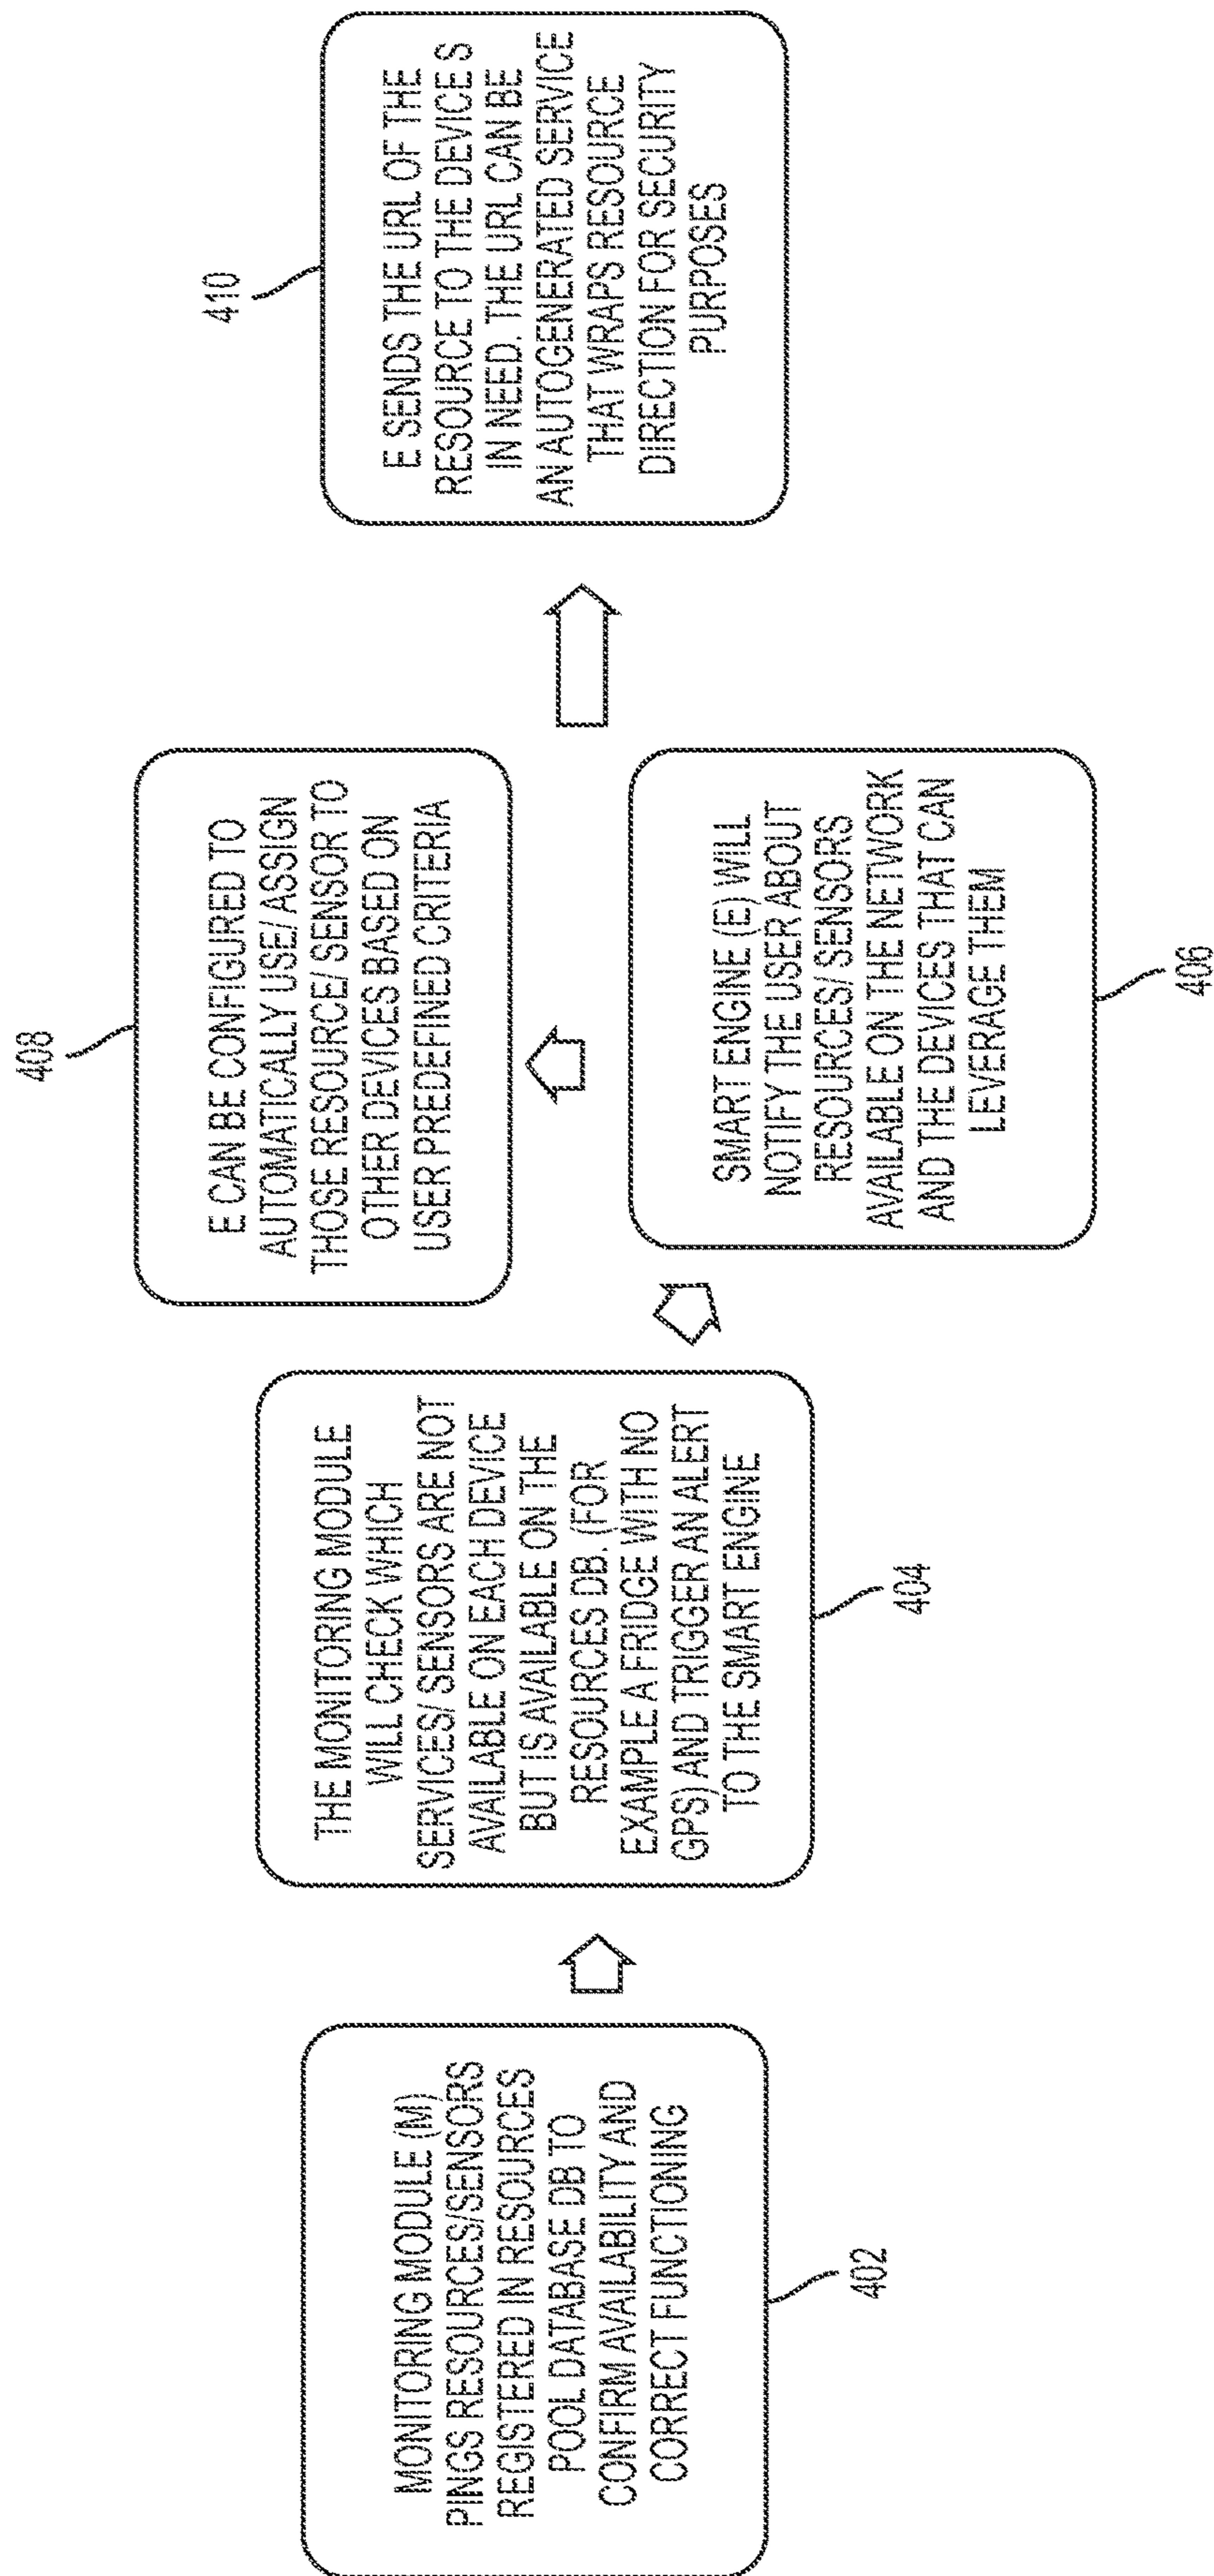 MONITORING MODULE (M)
PINGS RESOURCES/SENSORS
REGISTERED IN RESOURCES
POOL DATABASE DB TO
CONFIRM AVAILABILITY AND
CORRECT FUNCTIONING
402
THE MONITORING MODULE
WILL CHECK WHICH
SERVICES/ SENSORS ARE NOT
AVAILABLE ON EACH DEVICE
BUT IS AVAILABLE ON THE
RESOURCES DB. (FOR
EXAMPLE A FRIDGE WITH NO
GPS) AND TRIGGER AN ALERT
TO THE SMART ENGINE
404
408
E CAN BE CONFIGURED TO
AUTOMATICALLY USE/ ASSIGN
THOSE RESOURCE/ SENSOR TO
OTHER DEVICES BASED ON
USER PREDEFINED CRITERIA
SMART ENGINE (E) WILL
NOTIFY THE USER ABOUT
RESOURCES/ SENSORS
AVAILABLE ON THE NETWORK
AND THE DEVICES THAT CAN
LEVERAGE THEM
406
410
E SENDS THE URL OF THE
RESOURCE TO THE DEVICE S
IN NEED. THE URL CAN BE
AN AUTOGENERATED SERVICE
THAT WRAPS RESOURCE
DIRECTION FOR SECURITY
PURPOSES